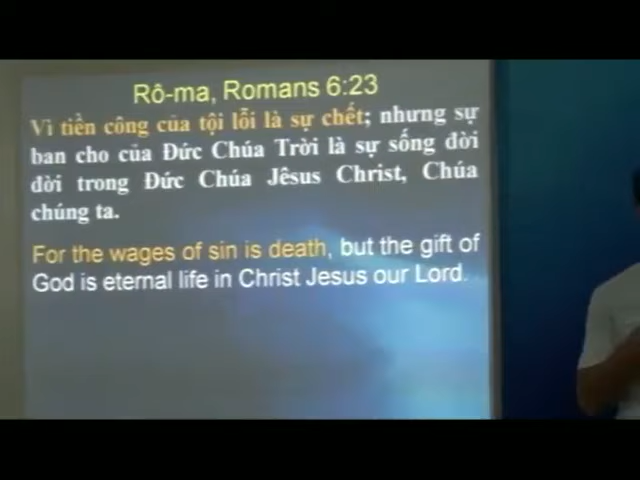 Rô-ma, Romans 6:23
Vì tiền công của tội lỗi là sự chết; nhưng sự
ban cho của Đức Chúa Trời là sự sống đời
đời trong Đức Chúa Jêsus Christ, Chúa
chúng ta.
For the wages of sin is death, but the gift of
God is eternal life in Christ Jesus our Lord.